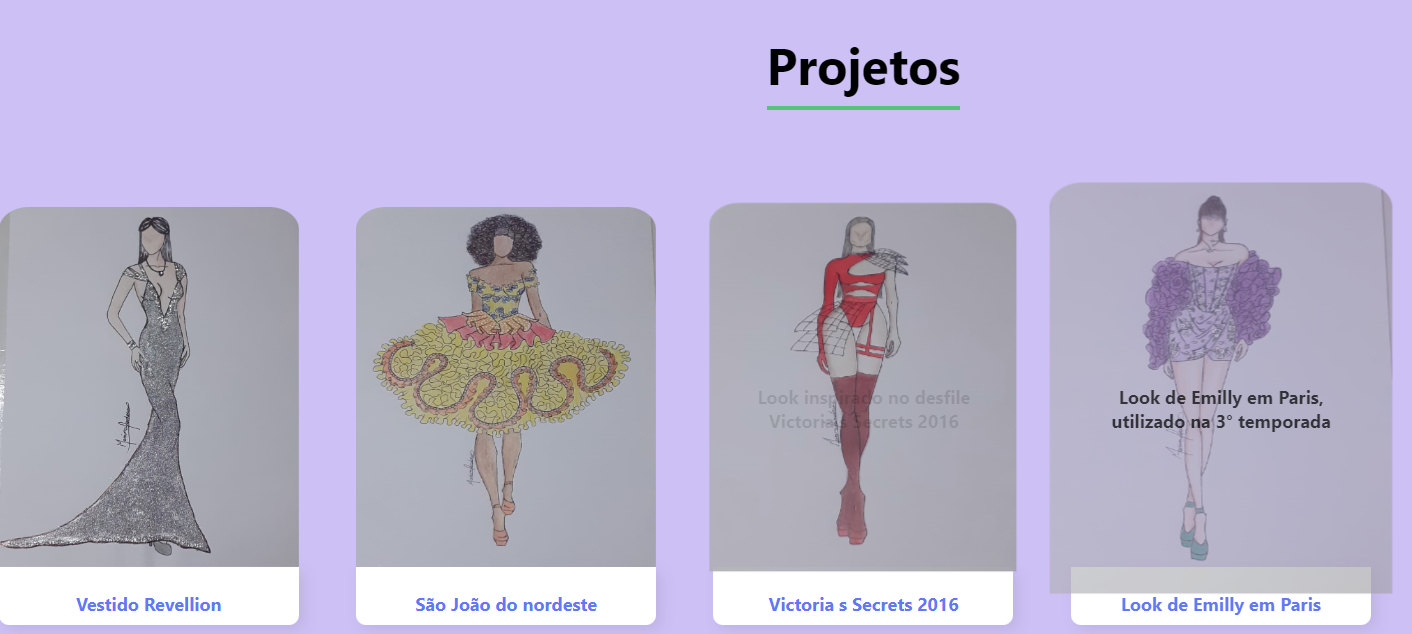 Projetos
Look inspirado no desfile
Victoria s Secrets 2016
Look de Emilly em Paris,
utilizado na 3° temporada
Vestido Revellion
São João do nordeste
Victoria s Secrets 2016
Look de Emilly em Paris